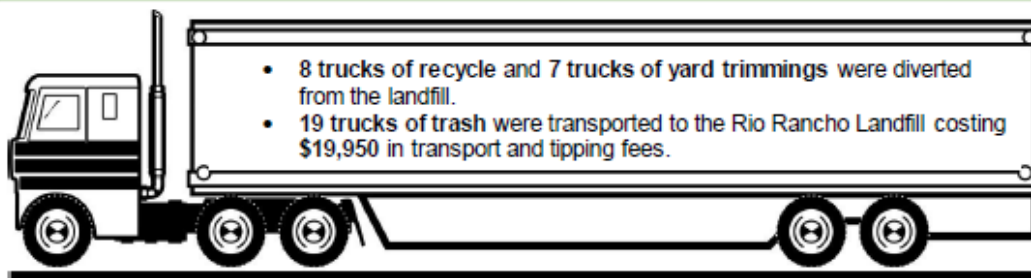 • 8 trucks of recycle and 7 trucks of yard trimmings were diverted
from the landfill.
• 19 trucks of trash were transported to the Rio Rancho Landfill costing
$19,950 in transport and tipping fees.